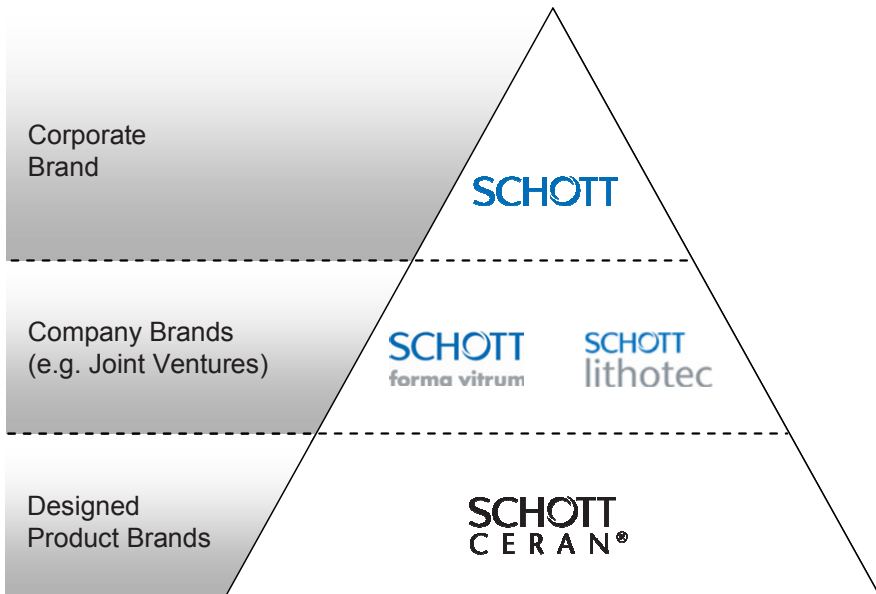 Corporate
Brand
SCHOTT
Company Brands
(e.g. Joint Ventures)
SCHOTT
forma vitrum
SCHOTT
lithotec
Designed
Product Brands
SCHOTT
CERAN®